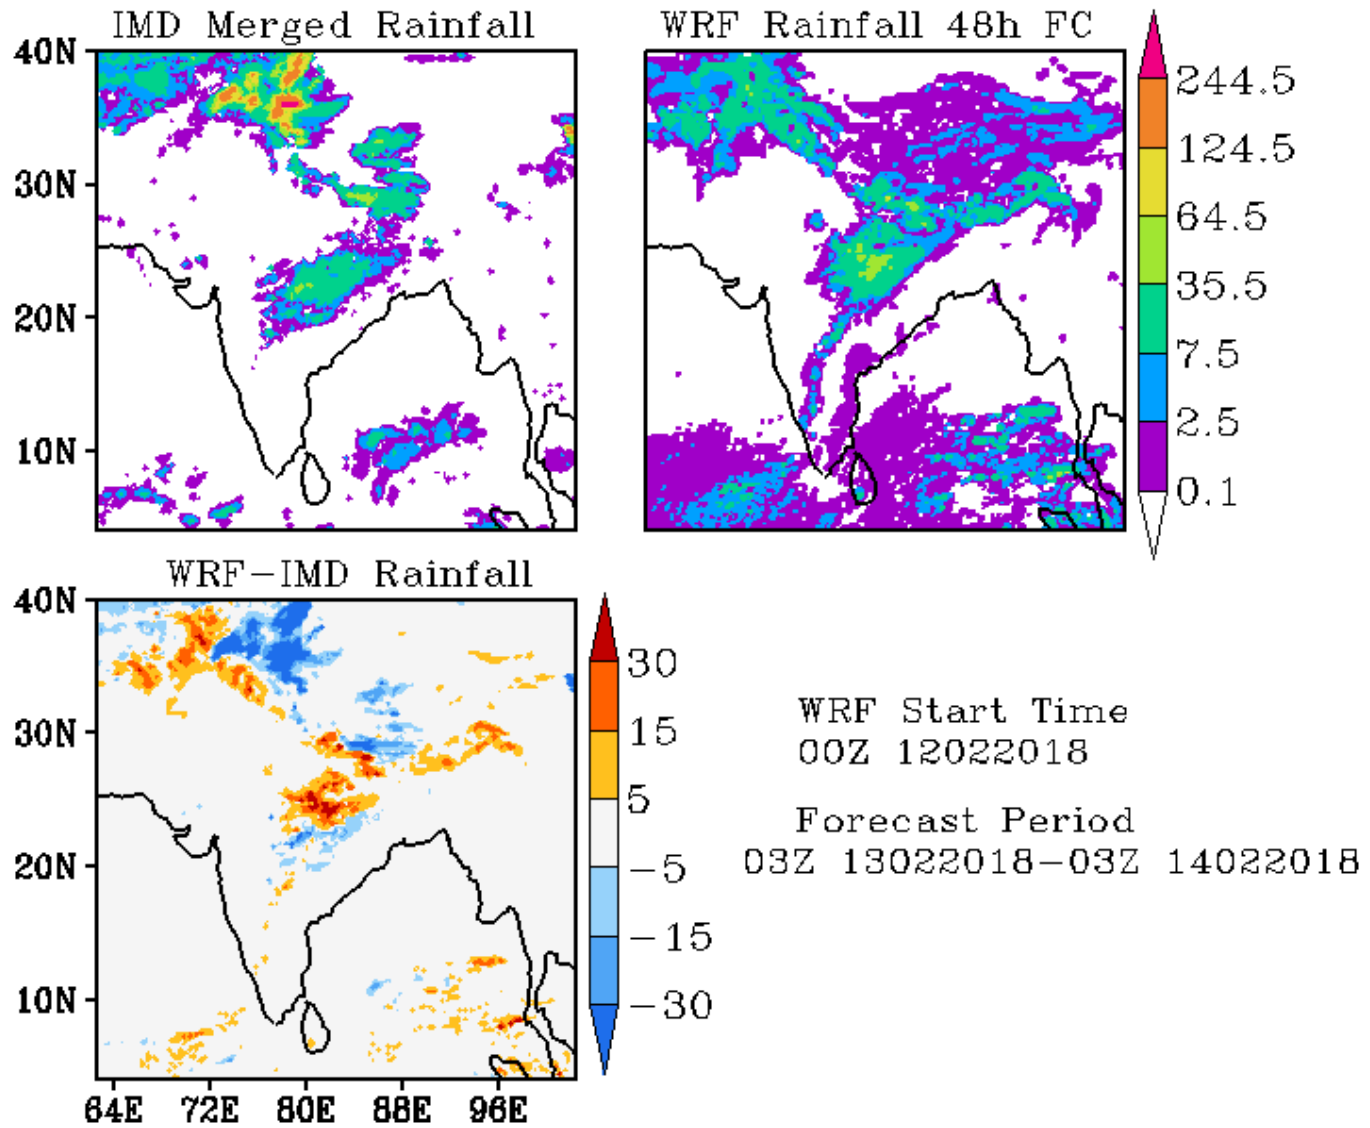 IMD Merged Rainfall
WRF Rainfall 48h FC
40N
30N
20N
10N
244.5
124.5
64.5
35.5
7.5
2.5
0.1
WRF-IMD Rainfall
40N
30N
20N
10N
64E 72E 80E 88E 96E
30
15
5
-5
-15
-30
WRF Start Time
00Z 12022018
Forecast Period
03Z 13022018-03Z 14022018